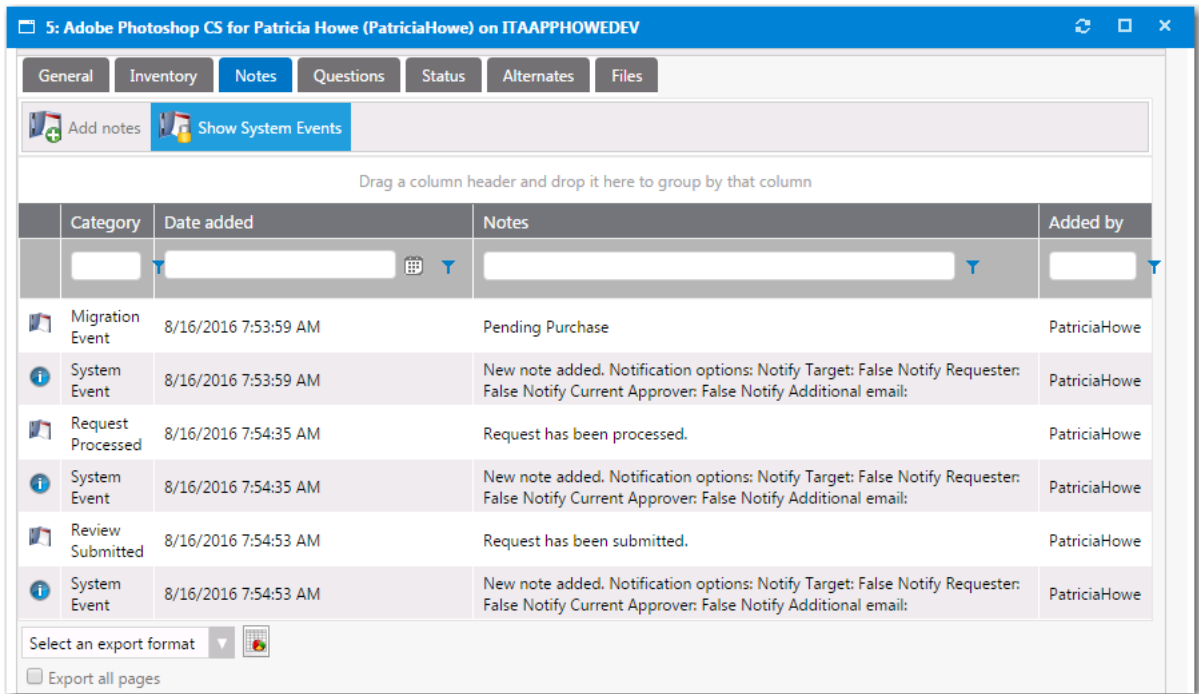 5: Adobe Photoshop CS for Patricia Howe (PatriciaHowe) on ITAAPPHOWEDEV
General Inventory Notes Questions Status Alternates Files
Add notes Show System Events
Drag a column header and drop it here to group by that column
Category Date added Notes Added by
Migration
Event 8/16/2016 7:53:59 AM Pending Purchase PatriciaHowe
System
Event 8/16/2016 7:53:59 AM New note added. Notification options: Notify Target: False Notify Requester:
False Notify Current Approver: False Notify Additional email: PatriciaHowe
Request
Processed 8/16/2016 7:54:35 AM Request has been processed. PatriciaHowe
System
Event 8/16/2016 7:54:35 AM New note added. Notification options: Notify Target: False Notify Requester:
False Notify Current Approver: False Notify Additional email: PatriciaHowe
Review
Submitted 8/16/2016 7:54:53 AM Request has been submitted. PatriciaHowe
System
Event 8/16/2016 7:54:53 AM New note added. Notification options: Notify Target: False Notify Requester:
False Notify Current Approver: False Notify Additional email: PatriciaHowe
Select an export format
Export all pages